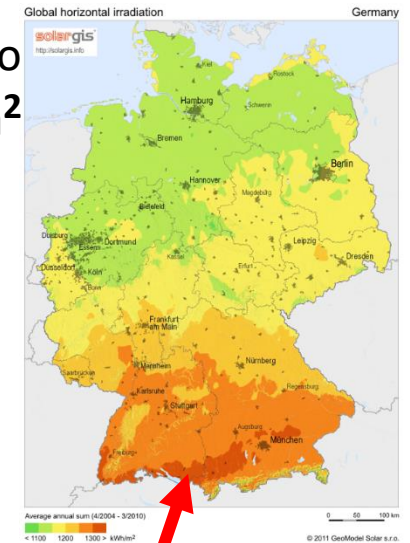 Global horizontal irradiation Germany
solargis
http://solargis.info
o
2
Kiel
Rostock
Hamburg
Schwerin
Bremen
Berlin
Hannover
Magdeburg
Bielefeld
Duisburg
Essen
Dortmund
Düsseldorf
Köln
Bonn
Kassel
Leipzig
Erfurt
Dresden
Frankfurt
am Main
Saarbrücken
Mannheim
Nürnberg
Karlsruhe
Regensburg
Stuttgart
Augsburg
München
Freiburg
Average annual sum (4/2004 - 3/2010)
0 50 100 km
< 1100 1200 1300 > kWh/m²
© 2011 GeoModel Solar s.r.o.